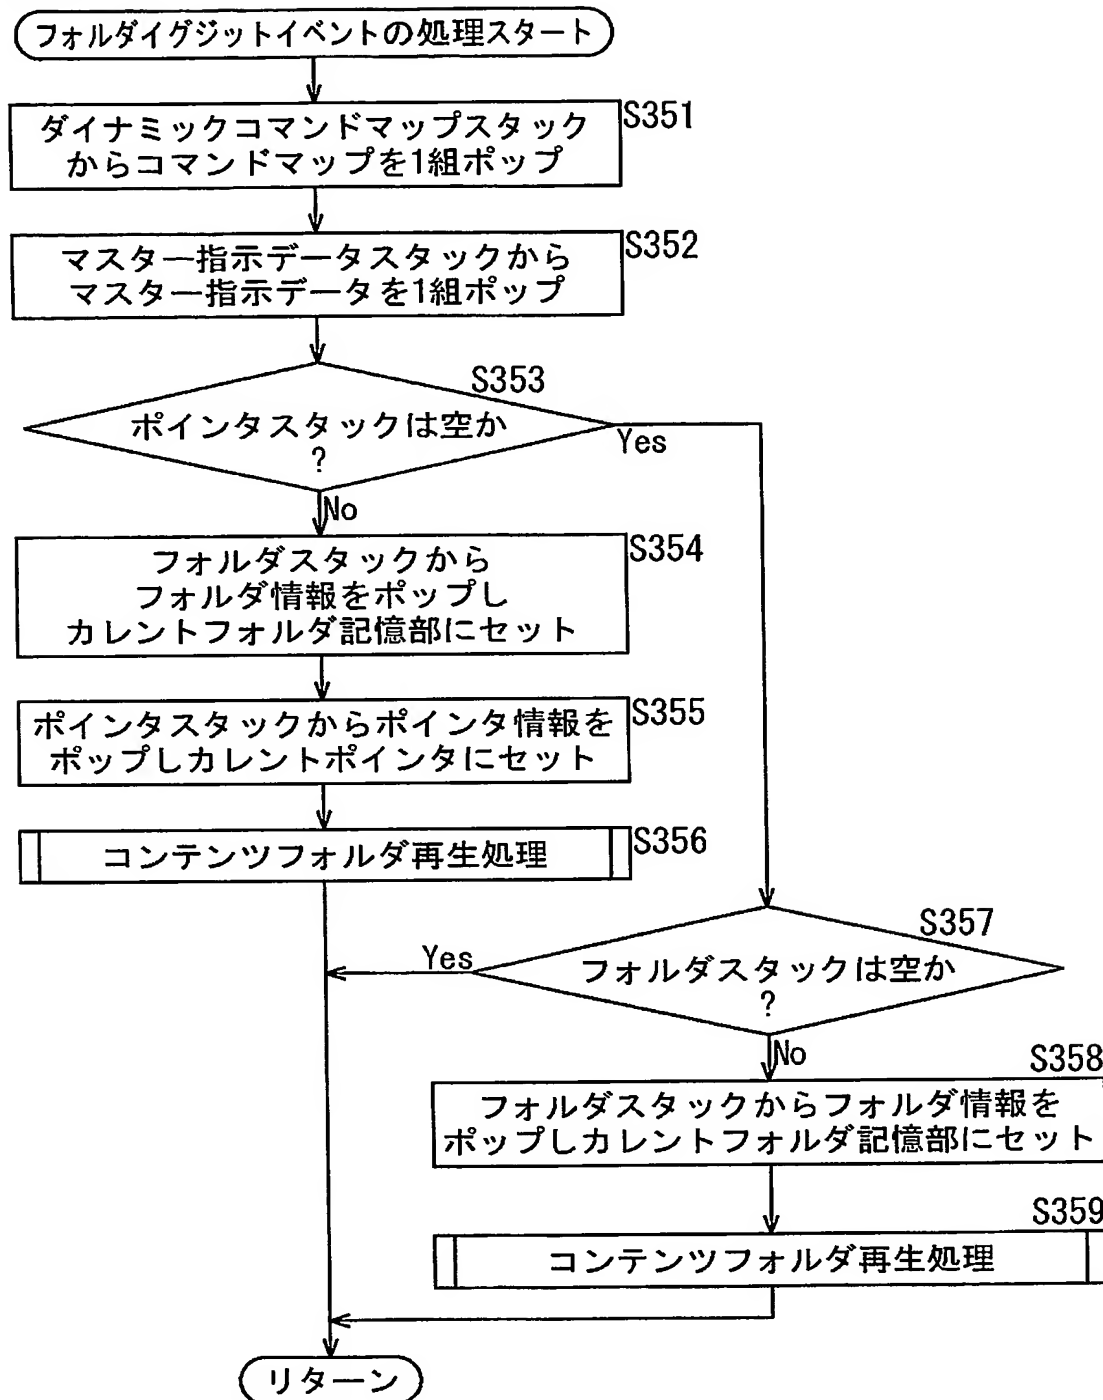 フォルダイグジットイベントの処理スタート
S351
ダイナミックコマンドマップスタック
からコマンドマップを1組ポップ
S352
マスター指示データスタックから
マスター指示データを1組ポップ
S353
ポインタスタックは空か
?
Yes
No
S354
フォルダスタックから
フォルダ情報をポップし
カレントフォルダ記憶部にセット
S355
ポインタスタックからポインタ情報を
ポップしカレントポインタにセット
S356
コンテンツフォルダ再生処理
S357
Yes
フォルダスタックは空か
?
No
S358
フォルダスタックからフォルダ情報を
ポップしカレントフォルダ記憶部にセット
S359
コンテンツフォルダ再生処理
リターン